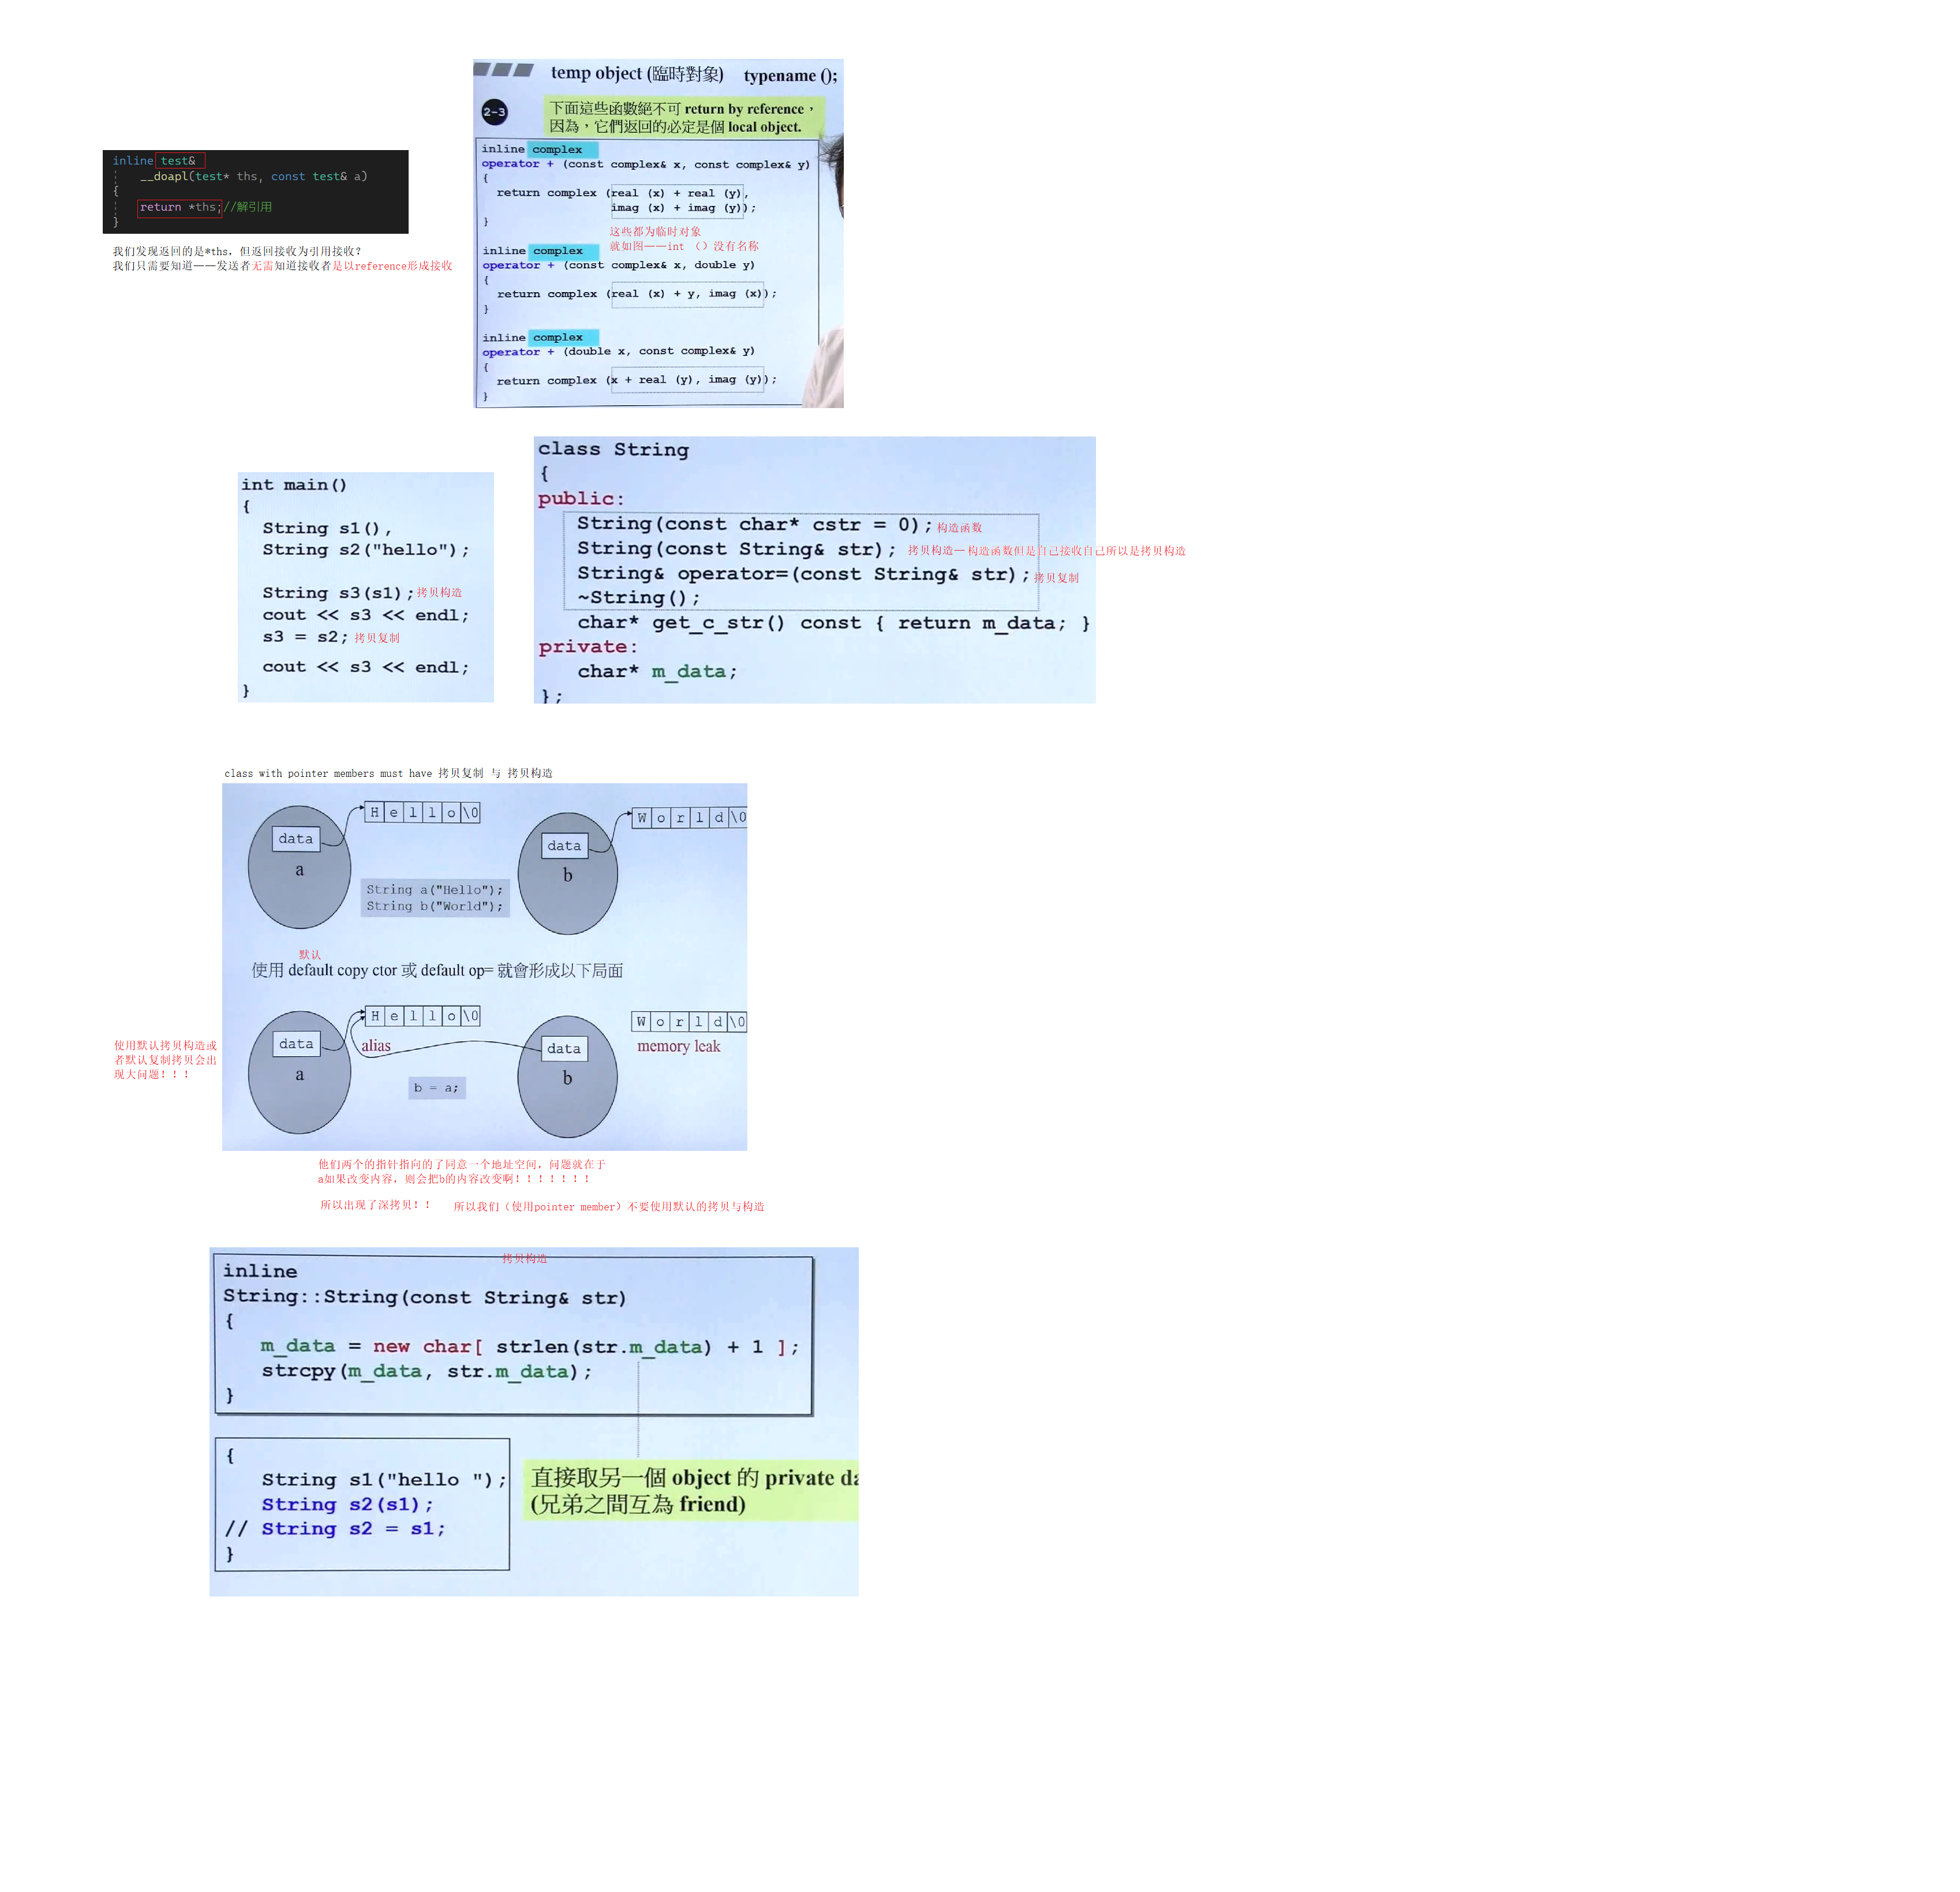 temp object (臨時對象) typename ();
2-3
下面這些函數絕不可 return by reference，
因為，它們返回的必定是個 local object.
inline complex
operator + (const complex& x, const complex& y)
{
return complex (real (x) + real (y),
imag (x) + imag (y));
}
这些都为临时对象
就如图——int （）没有名称
inline complex
operator + (const complex& x, double y)
{
return complex (real (x) + y, imag (x));
}
inline complex
operator + (double x, const complex& y)
{
return complex (x + real (y), imag (y));
}
inline test&
__doapl(test* ths, const test& a)
{
return *ths;//解引用
}
我们发现返回的是*ths，但返回接收为引用接收？
我们只需要知道——发送者无需知道接收者是以reference形成接收
int main()
{
String s1(),
String s2("hello");
String s3(s1); 拷贝构造
cout << s3 << endl;
s3 = s2; 拷贝复制
cout << s3 << endl;
}
class String
{
public:
String(const char* cstr = 0); 构造函数
String(const String& str); 拷贝构造—构造函数但是自己接收自己所以是拷贝构造
String& operator=(const String& str); 拷贝复制
~String();
char* get_c_str() const { return m_data; }
private:
char* m_data;
};
class with pointer members must have 拷贝复制 与 拷贝构造
H e l l o \0
W o r l d \0
data
data
a
b
String a("Hello");
String b("World");
默认
使用 default copy ctor 或 default op= 就會形成以下局面
H e l l o \0
W o r l d \0
data
alias
data
memory leak
a
b
b = a;
使用默认拷贝构造或
者默认复制拷贝会出
现大问题！！！
他们两个的指针指向的了同意一个地址空间，问题就在于
a如果改变内容，则会把b的内容改变啊！！！！！！！
所以出现了深拷贝！！
所以我们（使用pointer member）不要使用默认的拷贝与构造
拷贝构造
inline
String::String(const String& str)
{
m_data = new char[ strlen(str.m_data) + 1 ];
strcpy(m_data, str.m_data);
}
{
String s1("hello ");
String s2(s1);
// String s2 = s1;
}
直接取另一個 object 的 private da
(兄弟之間互為 friend)